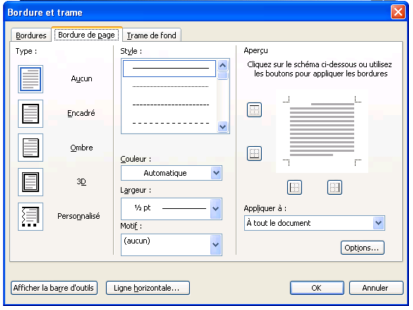 Bordure et trame
Bordures
Bordure de page
Trame de fond
Type :
Aucun
Encadré
Ombre
3D
Personnalisé
Style :
Couleur :
Automatique
Largeur :
½ pt
Motif :
(aucun)
Aperçu
Cliquez sur le schéma ci-dessous ou utilisez
les boutons pour appliquer les bordures
Appliquer à :
À tout le document
Options...
Afficher la barre d'outils
Ligne horizontale...
OK
Annuler